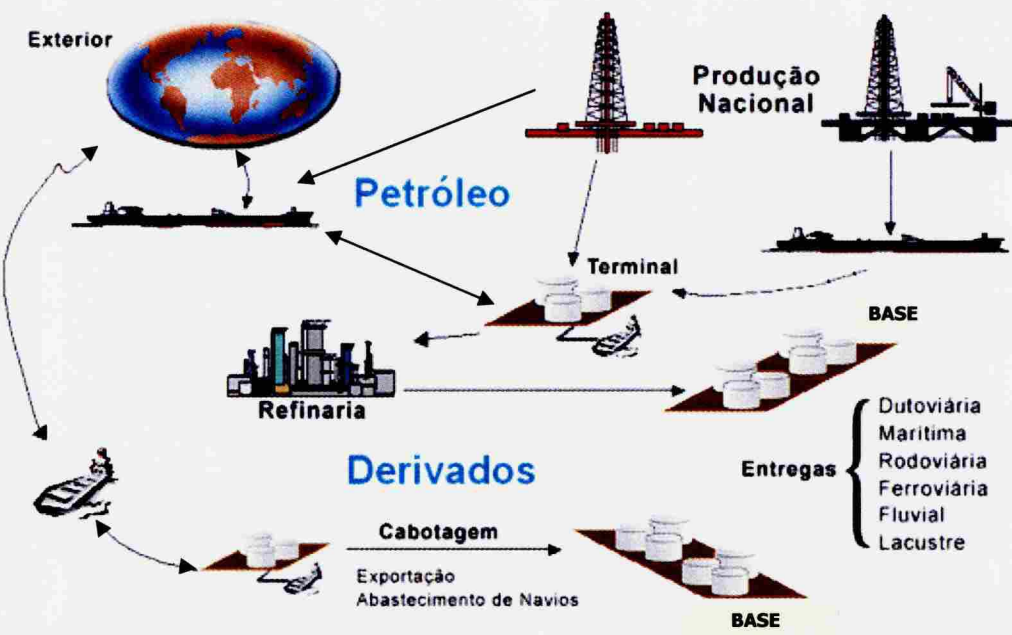 Exterior
Produção
Nacional
Petróleo
Terminal
BASE
Refinaria
Dutoviária
Marítima
Rodoviária
Ferroviária
Fluvial
Lacustre
Entregas
Derivados
Cabotagem
Exportação
Abastecimento de Navios
BASE